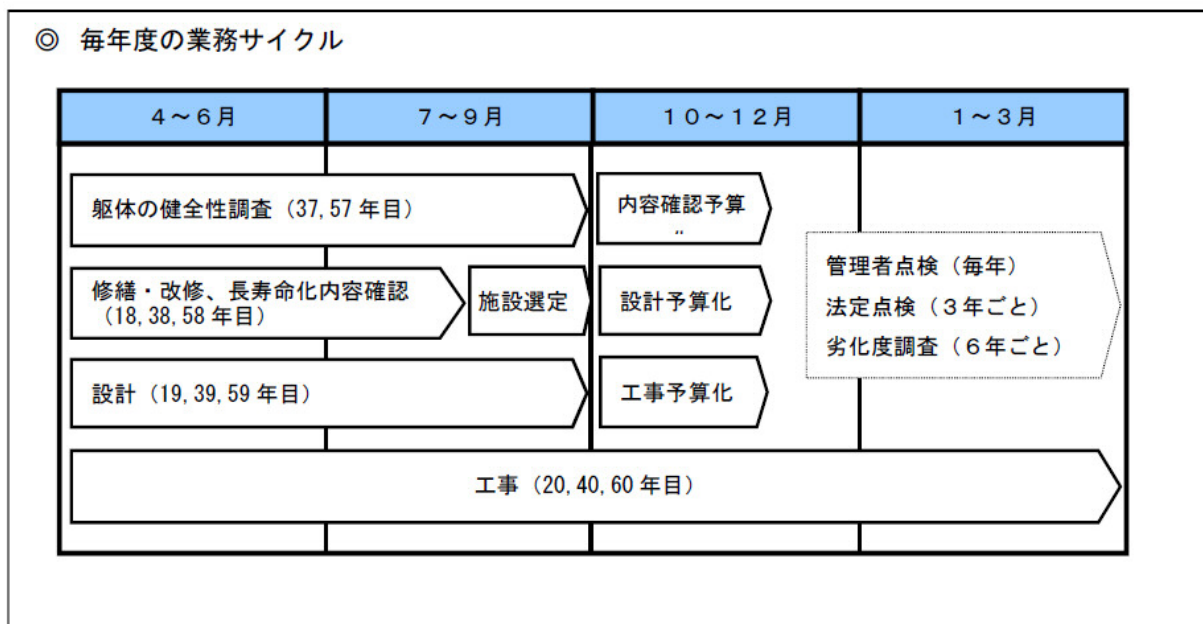 ◎ 毎年度の業務サイクル
4～6月
7～9月
10～12月
1～3月
躯体の健全性調査（37,57年目）
内容確認予算
修繕・改修、長寿命化内容確認
（18,38,58年目）
施設選定
設計予算化
設計（19,39,59年目）
工事予算化
管理者点検（毎年）
法定点検（３年ごと）
劣化度調査（６年ごと）
工事（20,40,60年目）